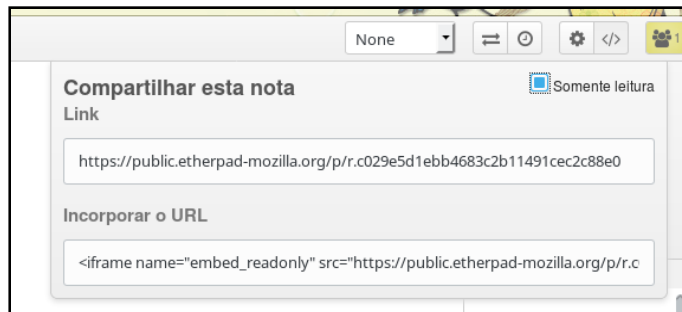 None
</>
1
Compartilhar esta nota
Somente leitura
Link
https://public.etherpad-mozilla.org/p/r.c029e5d1ebb4683c2b11491cec2c88e0
Incorporar o URL
<iframe name="embed_readonly" src="https://public.etherpad-mozilla.org/p/r.c